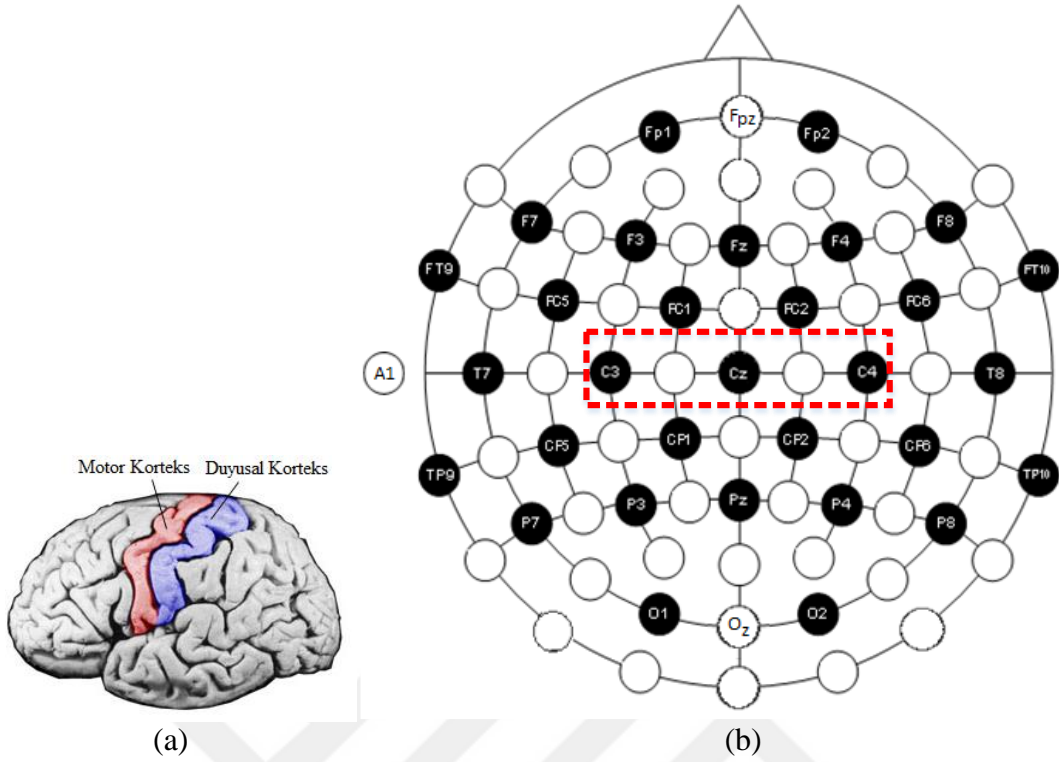 Fpz
Fp1 Fp2
F7 F8
F3 Fz F4
FT9 FT10
FC5 FC1 FC2 FC6
A1 T7 C3 Cz C4 T8
CP5 CP1 CP2 CP6
Motor Korteks Duyusal Korteks
TP9 TP10
P7 P3 Pz P4 P8
O1 Oz O2
(a) (b)